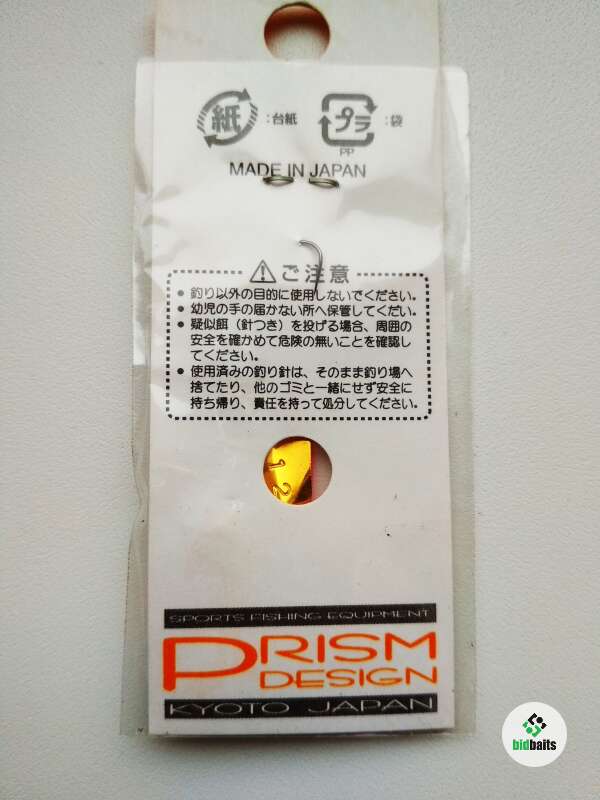 紙 :台紙 プラ :袋
PP
MADE IN JAPAN
ご注意
● 釣り以外の目的に使用しないでください。
● 幼児の手の届かない所へ保管してください。
● 疑似餌（針つき）を投げる場合、周囲の
安全を確かめて危険の無いことを確認し
てください。
● 使用済みの釣り針は、そのまま釣り場へ
捨てたり、他のゴミと一緒にせず安全に
持ち帰り、責任を持って処分してください。
12
SPORTS FISHING EQUIPMENT
PRISM
DESIGN
KYOTO JAPAN
bidbaits